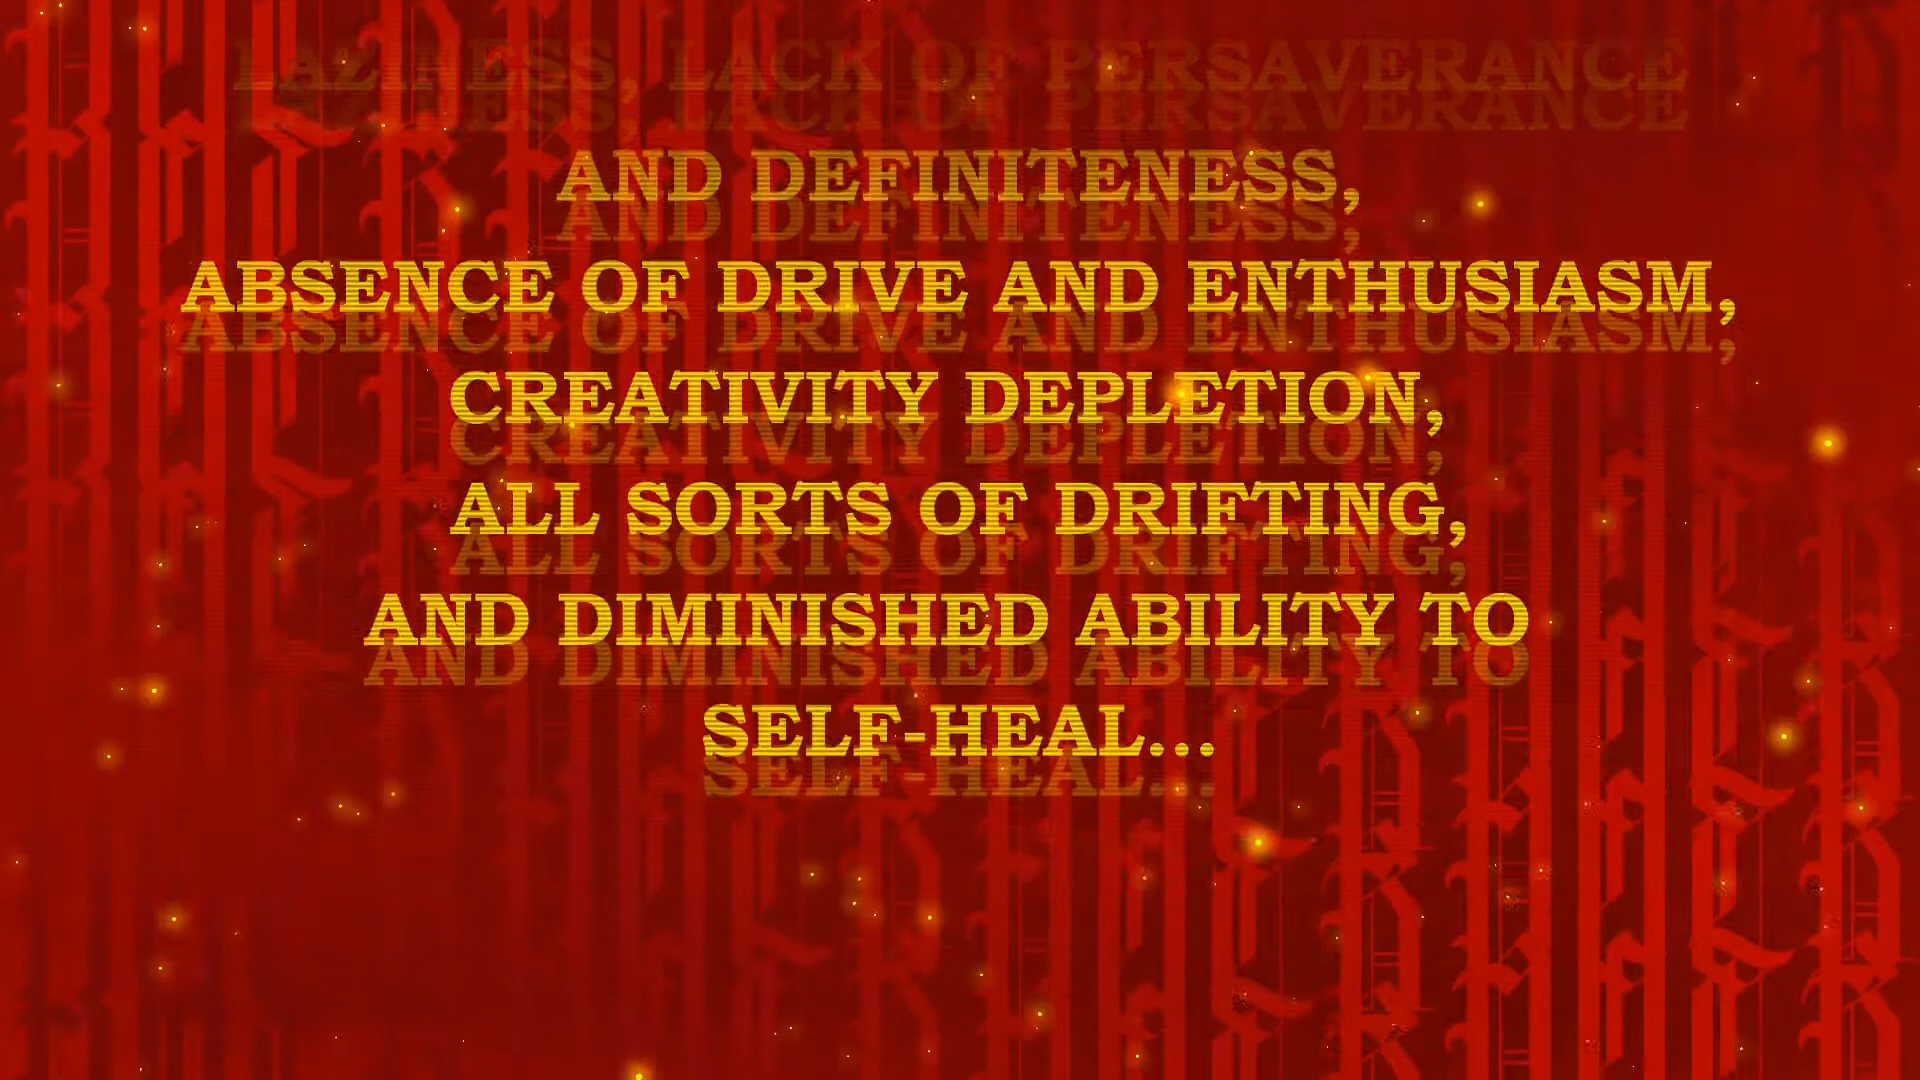 LAZINESS, LACK OF PERSAVERANCE
AND DEFINITENESS,
ABSENCE OF DRIVE AND ENTHUSIASM,
CREATIVITY DEPLETION,
ALL SORTS OF DRIFTING,
AND DIMINISHED ABILITY TO
SELF-HEAL...